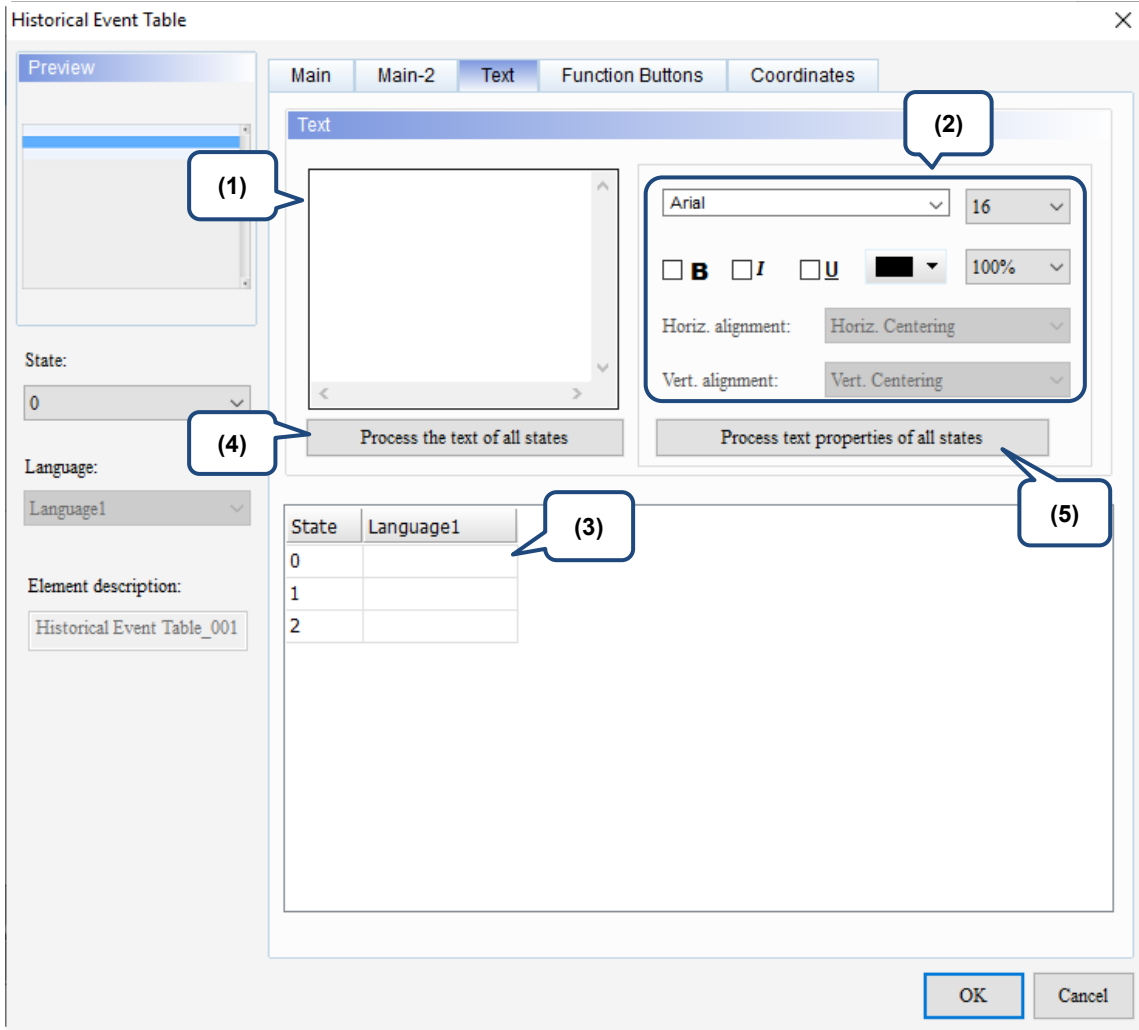 Historical Event Table
Preview
Main Main-2 Text Function Buttons Coordinates
Text
(2)
(1)
Arial 16
B I U 100%
Horiz. alignment: Horiz. Centering
Vert. alignment: Vert. Centering
State:
0
(4)
Process the text of all states Process text properties of all states
Language:
Language1
(5)
State Language1
(3)
0
1
2
Element description:
Historical Event Table_001
OK Cancel